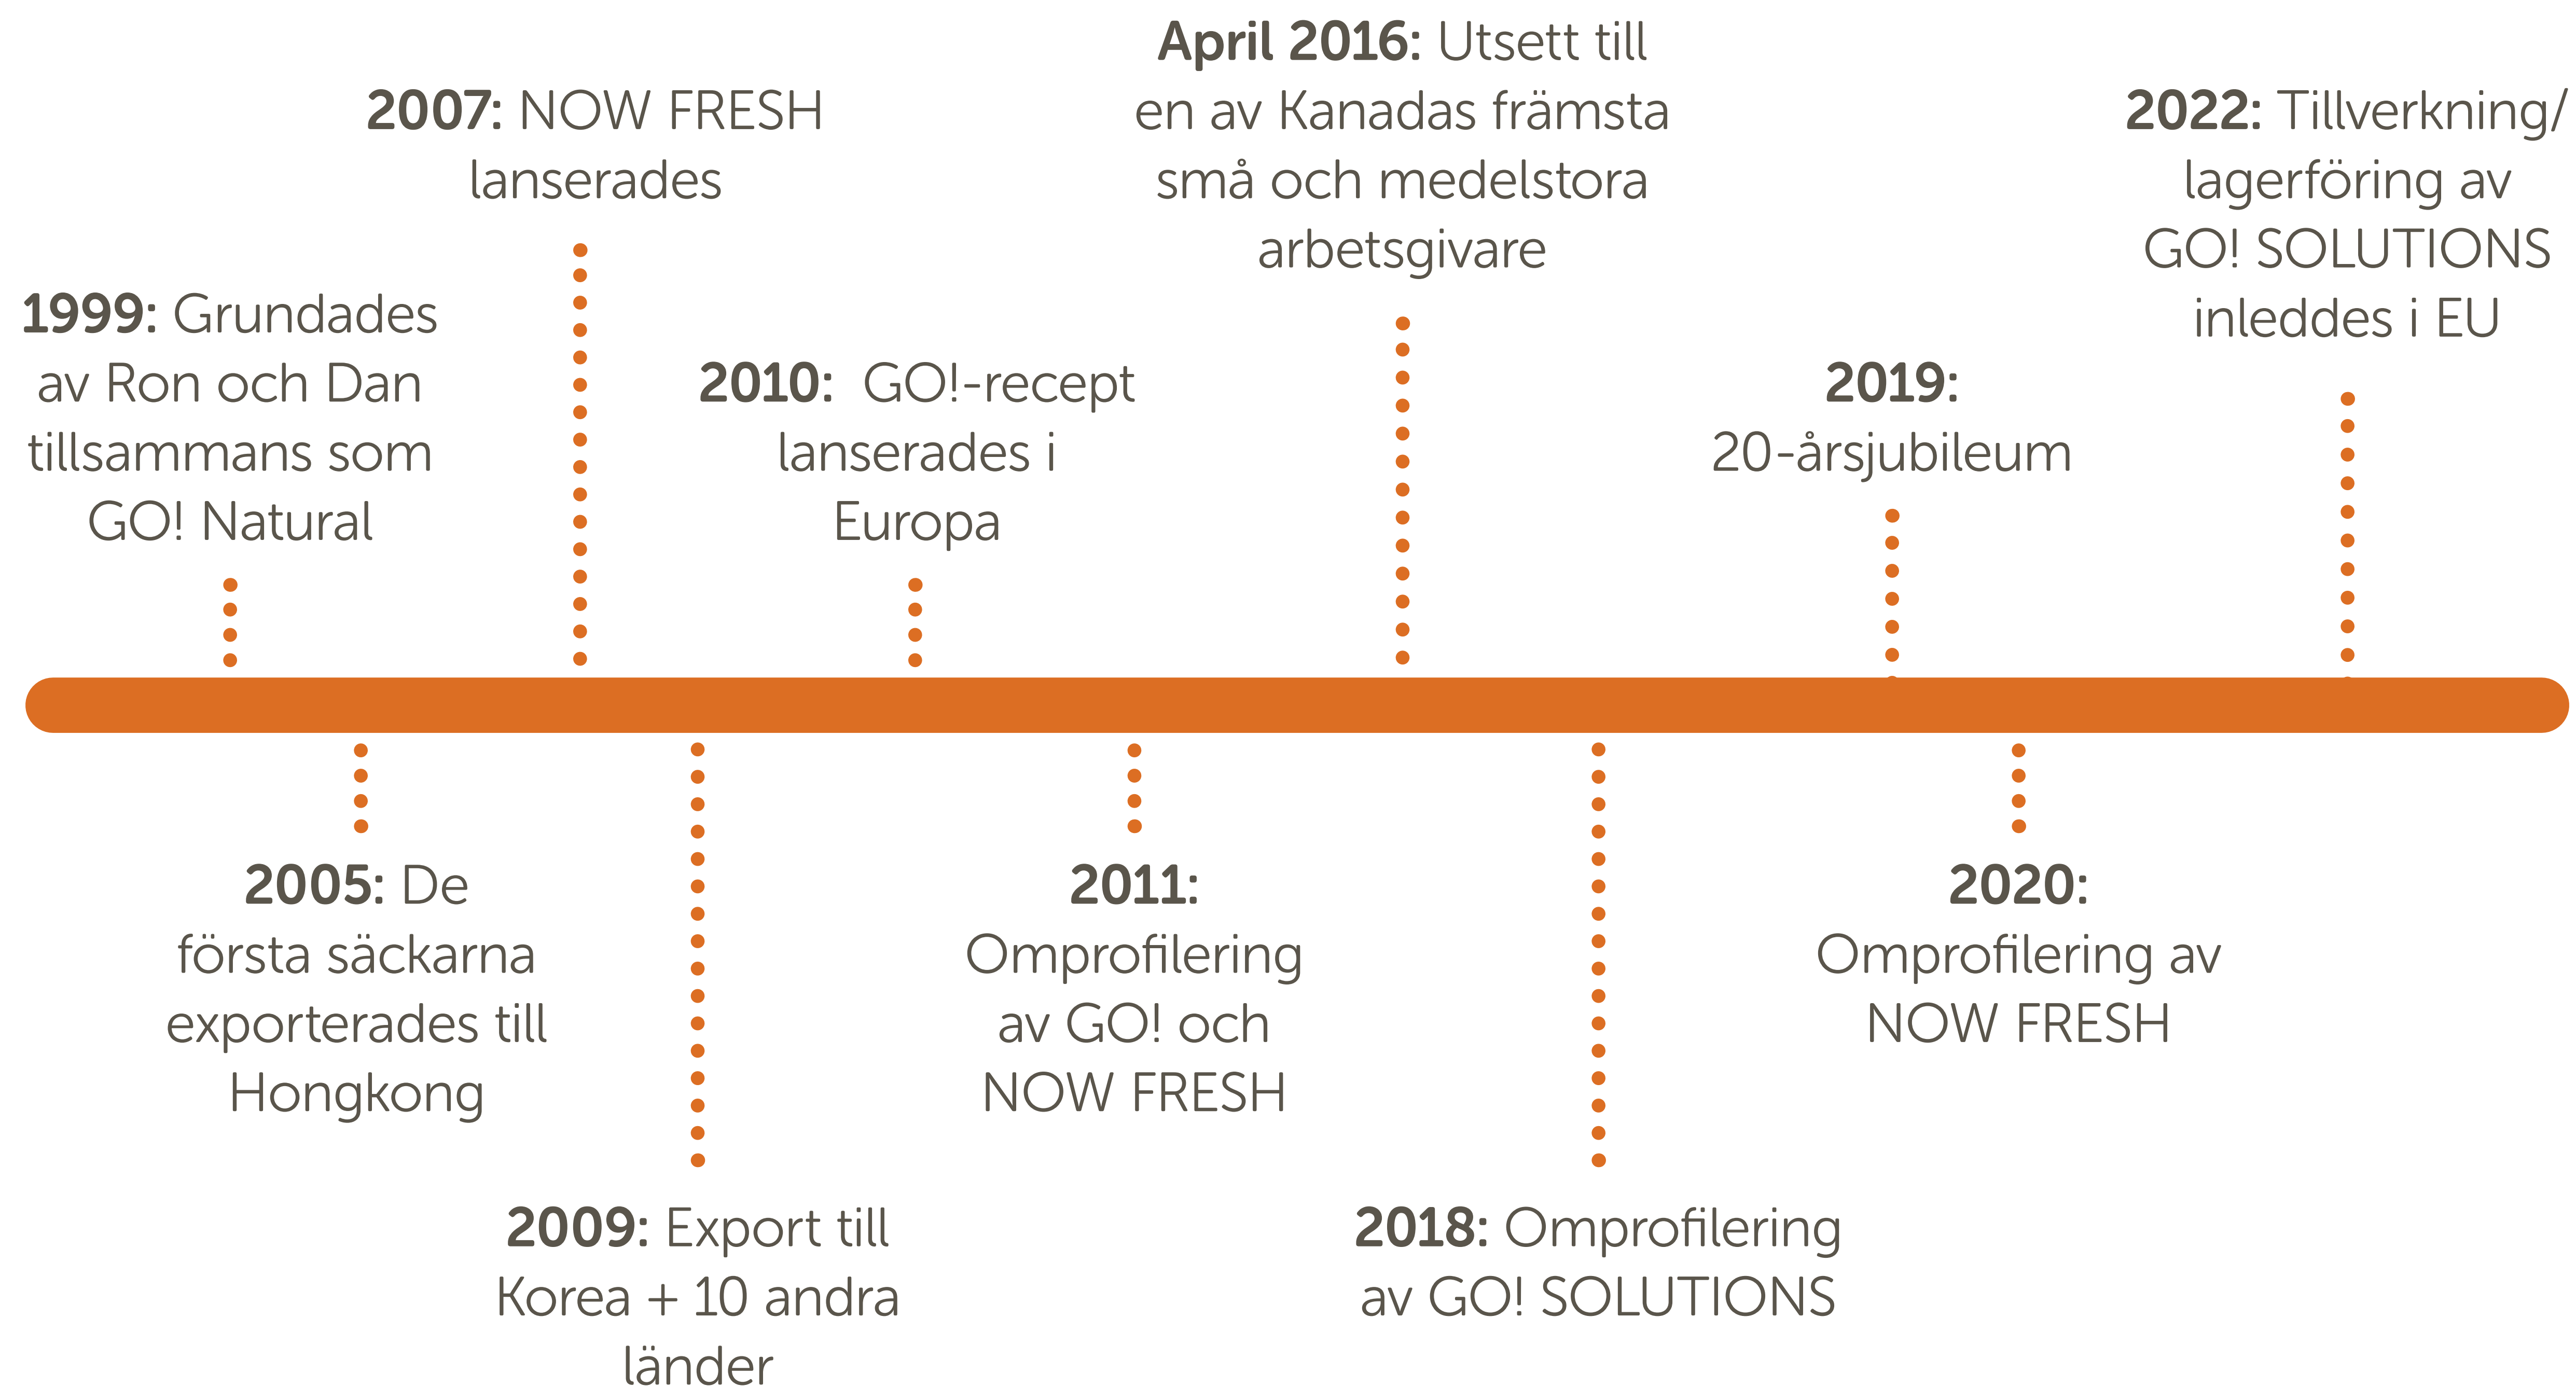 1999: Grundades
av Ron och Dan
tillsammans som
GO! Natural
2005: De
första säckarna
exporterades till
Hongkong
2007: NOW FRESH
lanserades
2009: Export till
Korea + 10 andra
länder
2010: GO!-recept
lanserades i
Europa
2011:
Omprofilering
av GO! och
NOW FRESH
April 2016: Utsett till
en av Kanadas främsta
små och medelstora
arbetsgivare
2018: Omprofilering
av GO! SOLUTIONS
2019:
20-årsjubileum
2020:
Omprofilering av
NOW FRESH
2022: Tillverkning/
lagerföring av
GO! SOLUTIONS
inleddes i EU